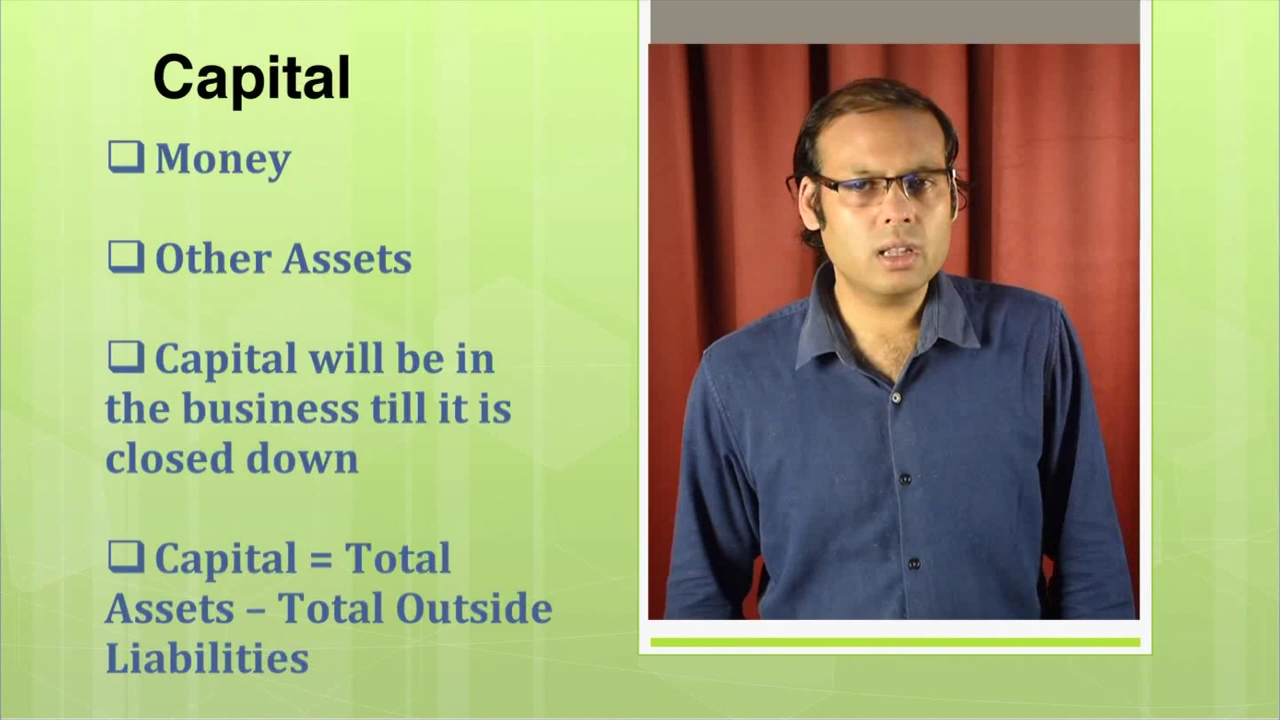 Capital
❑ Money
❑ Other Assets
❑ Capital will be in
the business till it is
closed down
❑ Capital = Total
Assets – Total Outside
Liabilities